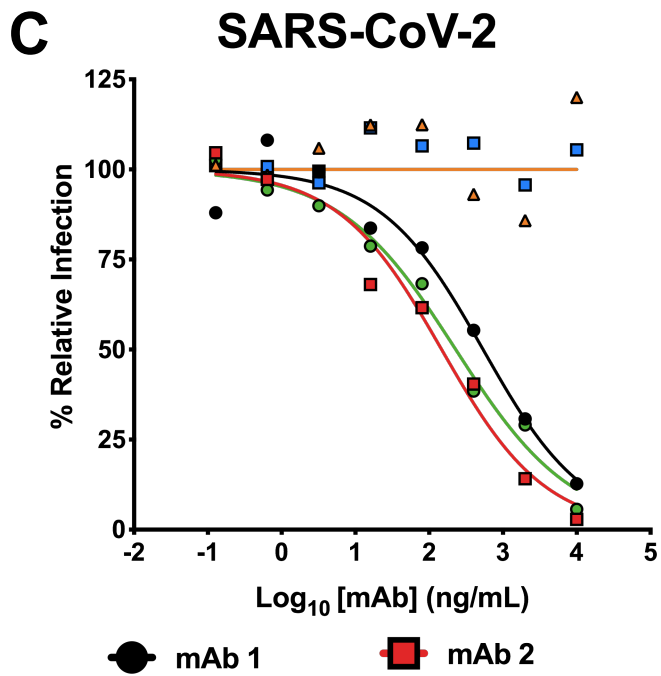 C
SARS-CoV-2
% Relative Infection
125
100
75
50
25
0
-2 -1 0 1 2 3 4 5
Log10 [mAb] (ng/mL)
mAb 1 mAb 2